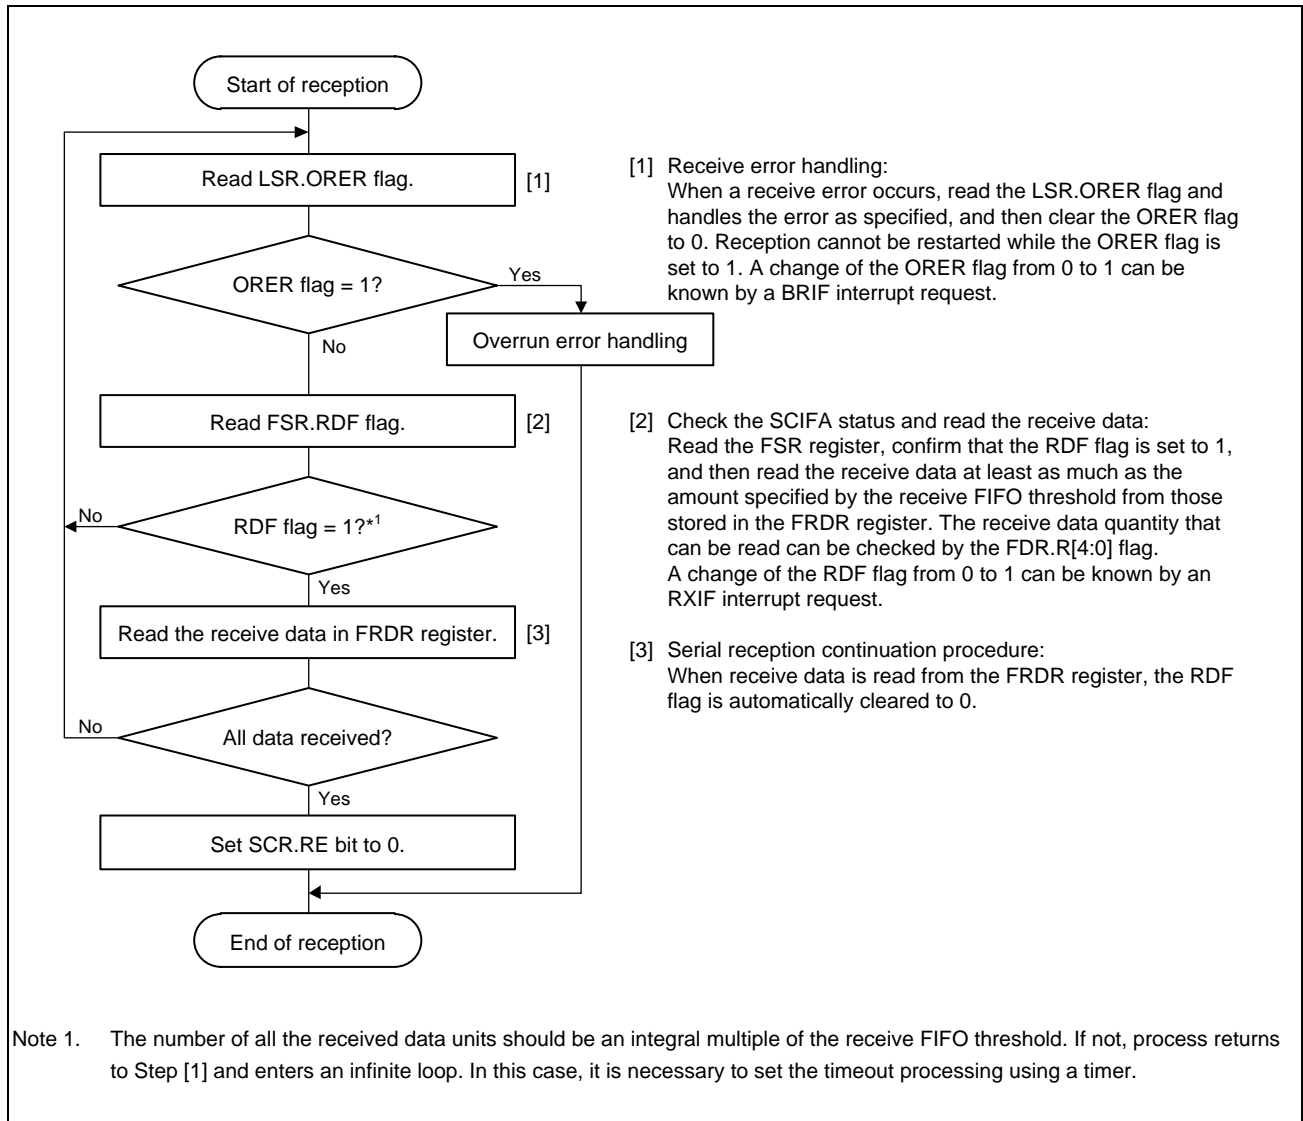 Start of reception
Read LSR.ORER flag.
[1]
ORER flag = 1?
Yes
No
Overrun error handling
Read FSR.RDF flag.
[2]
RDF flag = 1?*1
No
Yes
Read the receive data in FRDR register.
[3]
All data received?
No
Yes
Set SCR.RE bit to 0.
End of reception
[1] Receive error handling:
When a receive error occurs, read the LSR.ORER flag and
handles the error as specified, and then clear the ORER flag
to 0. Reception cannot be restarted while the ORER flag is
set to 1. A change of the ORER flag from 0 to 1 can be
known by a BRIF interrupt request.
[2] Check the SCIFA status and read the receive data:
Read the FSR register, confirm that the RDF flag is set to 1,
and then read the receive data at least as much as the
amount specified by the receive FIFO threshold from those
stored in the FRDR register. The receive data quantity that
can be read can be checked by the FDR.R[4:0] flag.
A change of the RDF flag from 0 to 1 can be known by an
RXIF interrupt request.
[3] Serial reception continuation procedure:
When receive data is read from the FRDR register, the RDF
flag is automatically cleared to 0.
Note 1. The number of all the received data units should be an integral multiple of the receive FIFO threshold. If not, process returns
to Step [1] and enters an infinite loop. In this case, it is necessary to set the timeout processing using a timer.